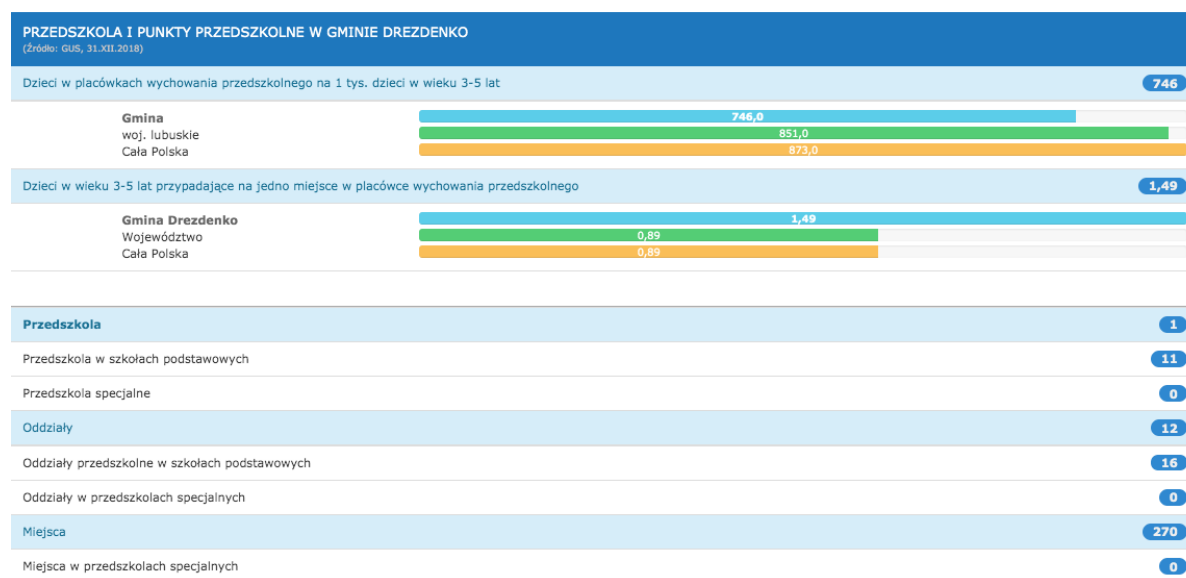 PRZEDSZKOLA I PUNKTY PRZEDSZKOLNE W GMINIE DREZDENKO
(Źródło: GUS, 31.XII.2018)
Dzieci w placówkach wychowania przedszkolnego na 1 tys. dzieci w wieku 3-5 lat 746
Gmina 746,0
woj. lubuskie 851,0
Cała Polska 873,0
Dzieci w wieku 3-5 lat przypadające na jedno miejsce w placówce wychowania przedszkolnego 1,49
Gmina Drezdenko 1,49
Województwo 0,89
Cała Polska 0,89
Przedszkola 1
Przedszkola w szkołach podstawowych 11
Przedszkola specjalne 0
Oddziały 12
Oddziały przedszkolne w szkołach podstawowych 16
Oddziały w przedszkolach specjalnych 0
Miejsca 270
Miejsca w przedszkolach specjalnych 0